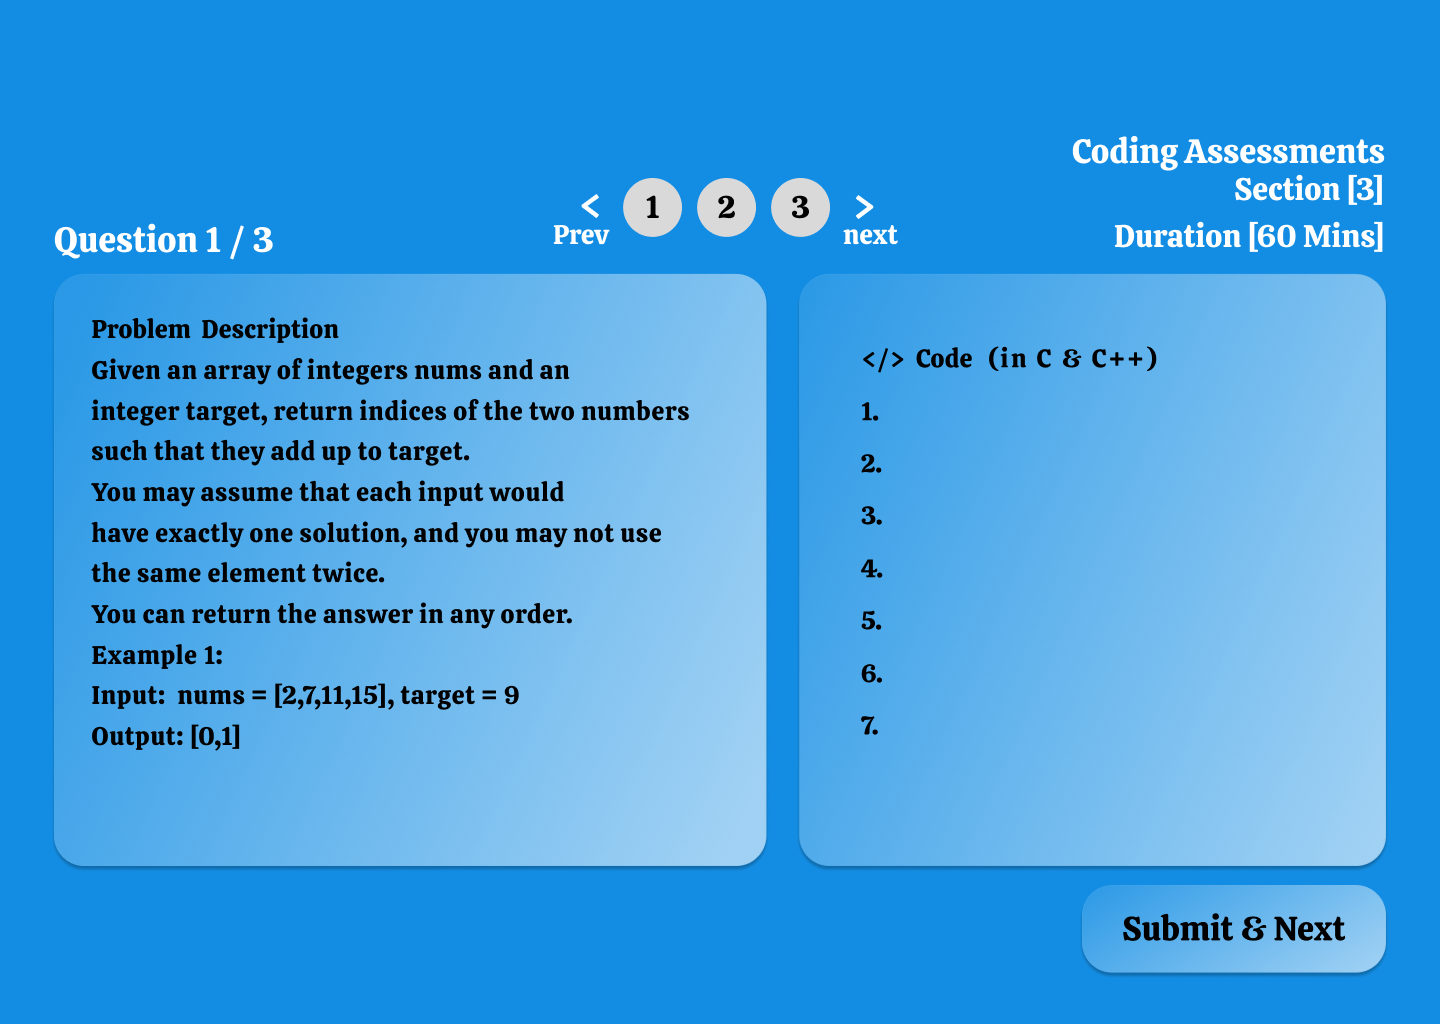 Coding Assessments
Section [3]
Duration [60 Mins]
< 1 2 3 >
Prev next
Question 1 / 3
Problem Description
Given an array of integers nums and an
integer target, return indices of the two numbers
such that they add up to target.
You may assume that each input would
have exactly one solution, and you may not use
the same element twice.
You can return the answer in any order.
Example 1:
Input: nums = [2,7,11,15], target = 9
Output: [0,1]
</> Code (in C & C++)
1.
2.
3.
4.
5.
6.
7.
Submit & Next